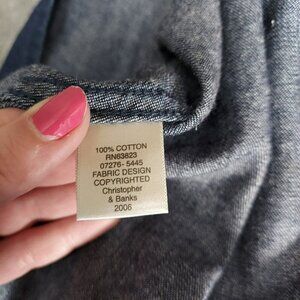 100% COTTON
RN63823
07276-5445
FABRIC DESIGN
COPYRIGHTED
Christopher
& Banks
2006